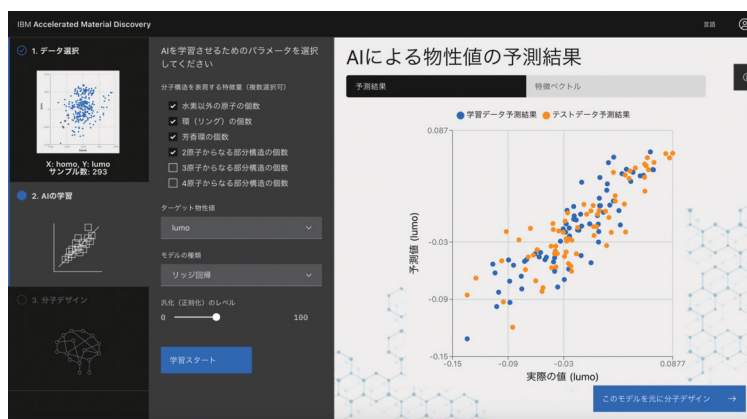 IBM Accelerated Material Discovery
言語
1. データ選択
X: homo, Y: lumo
サンプル数: 293
2. AIの学習
3. 分子デザイン
AIを学習させるためのパラメータを選択
してください
分子構造を表現する特徴量（複数選択可）
水素以外の原子の個数
環（リング）の個数
芳香環の個数
2原子からなる部分構造の個数
3原子からなる部分構造の個数
4原子からなる部分構造の個数
ターゲット物性値
lumo
モデルの種類
リッジ回帰
汎化（正則化）のレベル
0 100
学習スタート
AIによる物性値の予測結果
予測結果
特徴ベクトル
学習データ予測結果 テストデータ予測結果
0.087
-0.03
-0.09
-0.15
予測値 (lumo)
-0.15 -0.09 -0.03 0.0877
実際の値 (lumo)
このモデルを元に分子デザイン →